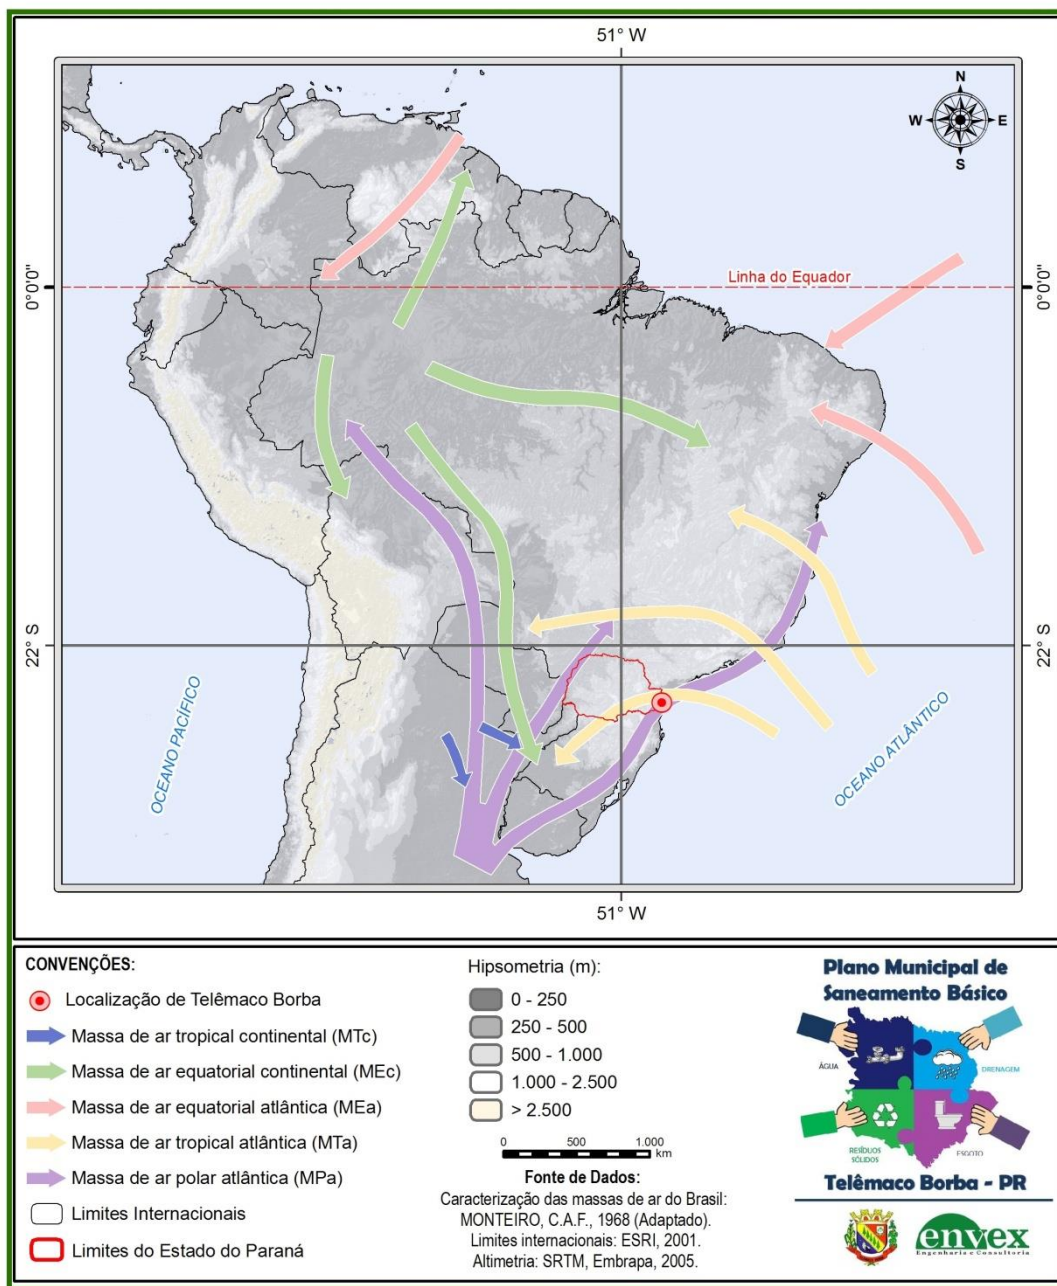 51° W
N
W
E
S
0°0'0"
Linha do Equador
0°0'0"
22° S
22° S
OCEANO PACÍFICO
OCEANO ATLÂNTICO
51° W
CONVENÇÕES:
Localização de Telêmaco Borba
Massa de ar tropical continental (MTc)
Massa de ar equatorial continental (MEc)
Massa de ar equatorial atlântica (MEa)
Massa de ar tropical atlântica (MTa)
Massa de ar polar atlântica (MPa)
Limites Internacionais
Limites do Estado do Paraná
Hipsometria (m):
0 - 250
250 - 500
500 - 1.000
1.000 - 2.500
> 2.500
0 500 1.000
km
Fonte de Dados:
Caracterização das massas de ar do Brasil:
MONTEIRO, C.A.F., 1968 (Adaptado).
Limites internacionais: ESRI, 2001.
Altimetria: SRTM, Embrapa, 2005.
Plano Municipal de
Saneamento Básico
ÁGUA
DRENAGEM
RESÍDUOS
SÓLIDOS
ESGOTO
Telêmaco Borba - PR
envex
Engenharia e Consultoria